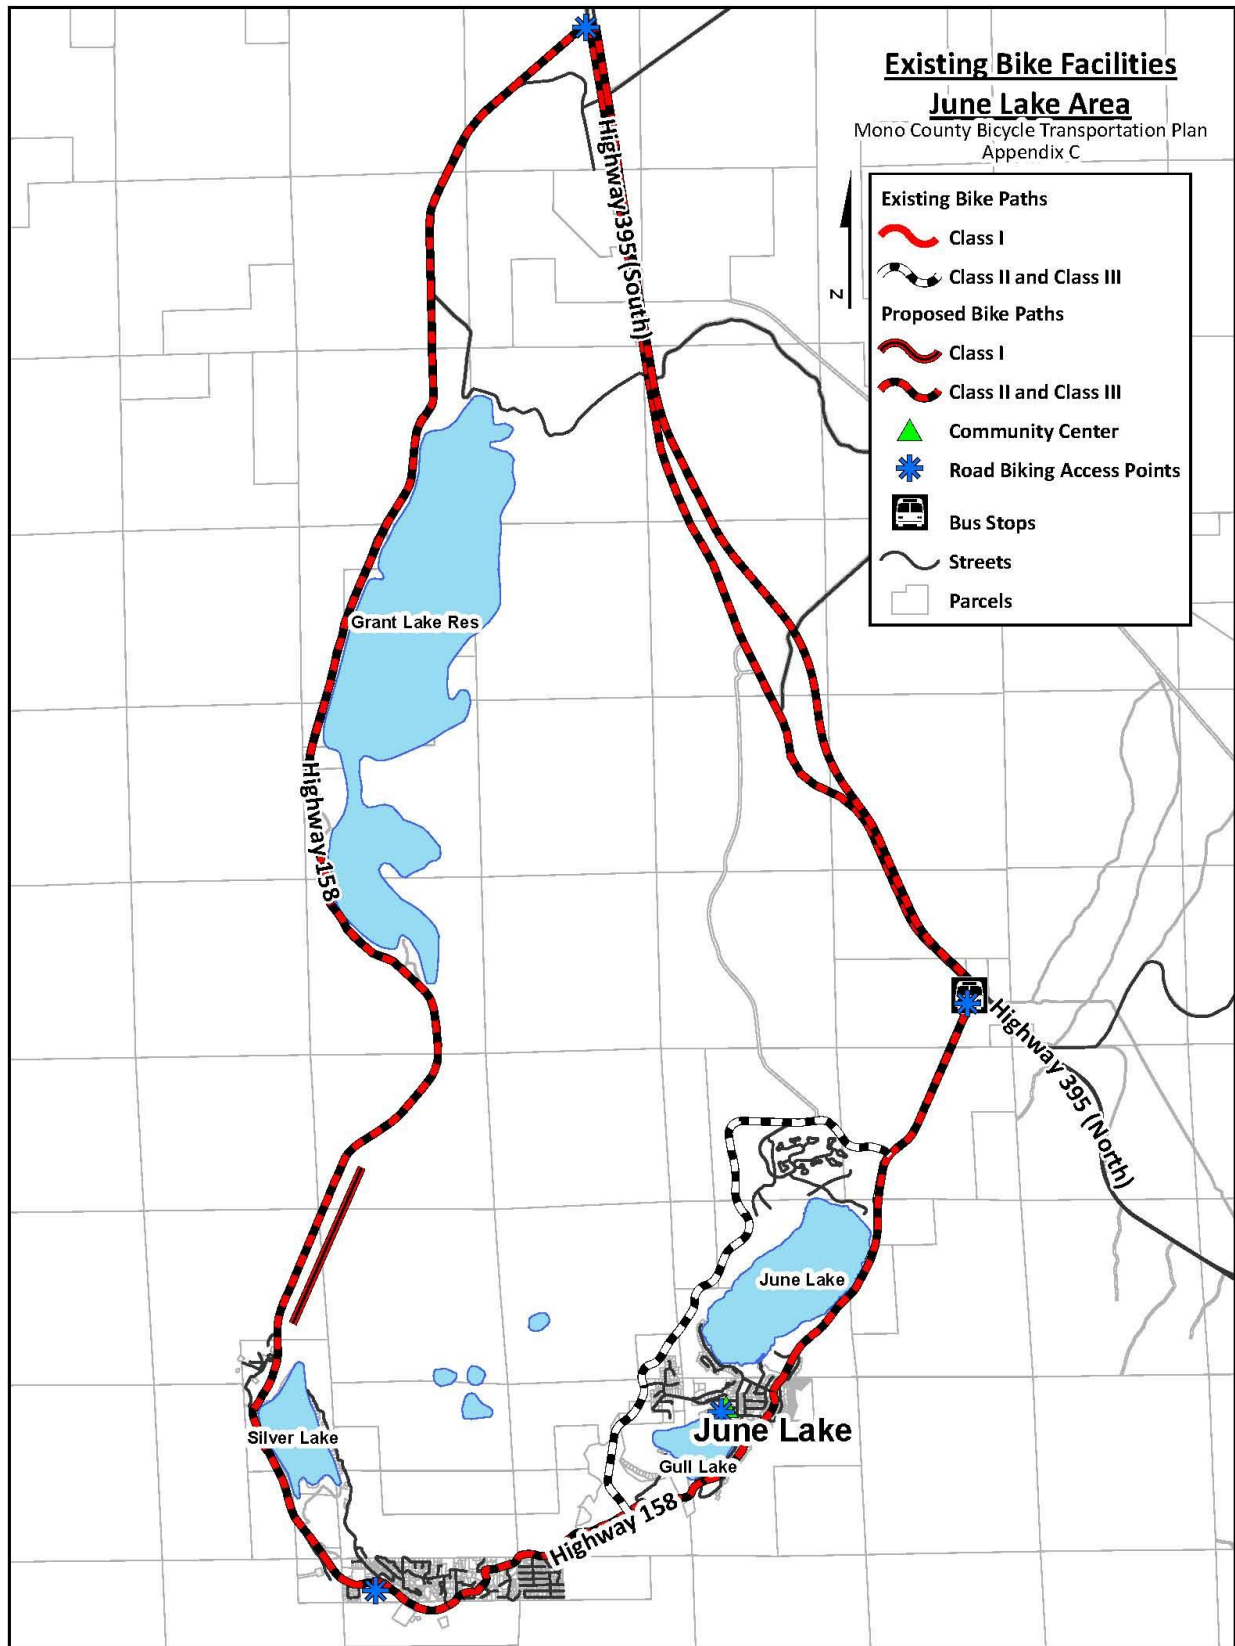 Existing Bike Facilities
June Lake Area
Mono County Bicycle Transportation Plan
Appendix C
N
Existing Bike Paths
Class I
Class II and Class III
Proposed Bike Paths
Class I
Class II and Class III
Community Center
Road Biking Access Points
Bus Stops
Streets
Parcels
Highway 395 (South)
Grant Lake Res
Highway 158
Highway 395 (North)
June Lake
June Lake
Silver Lake
Gull Lake
Highway 158